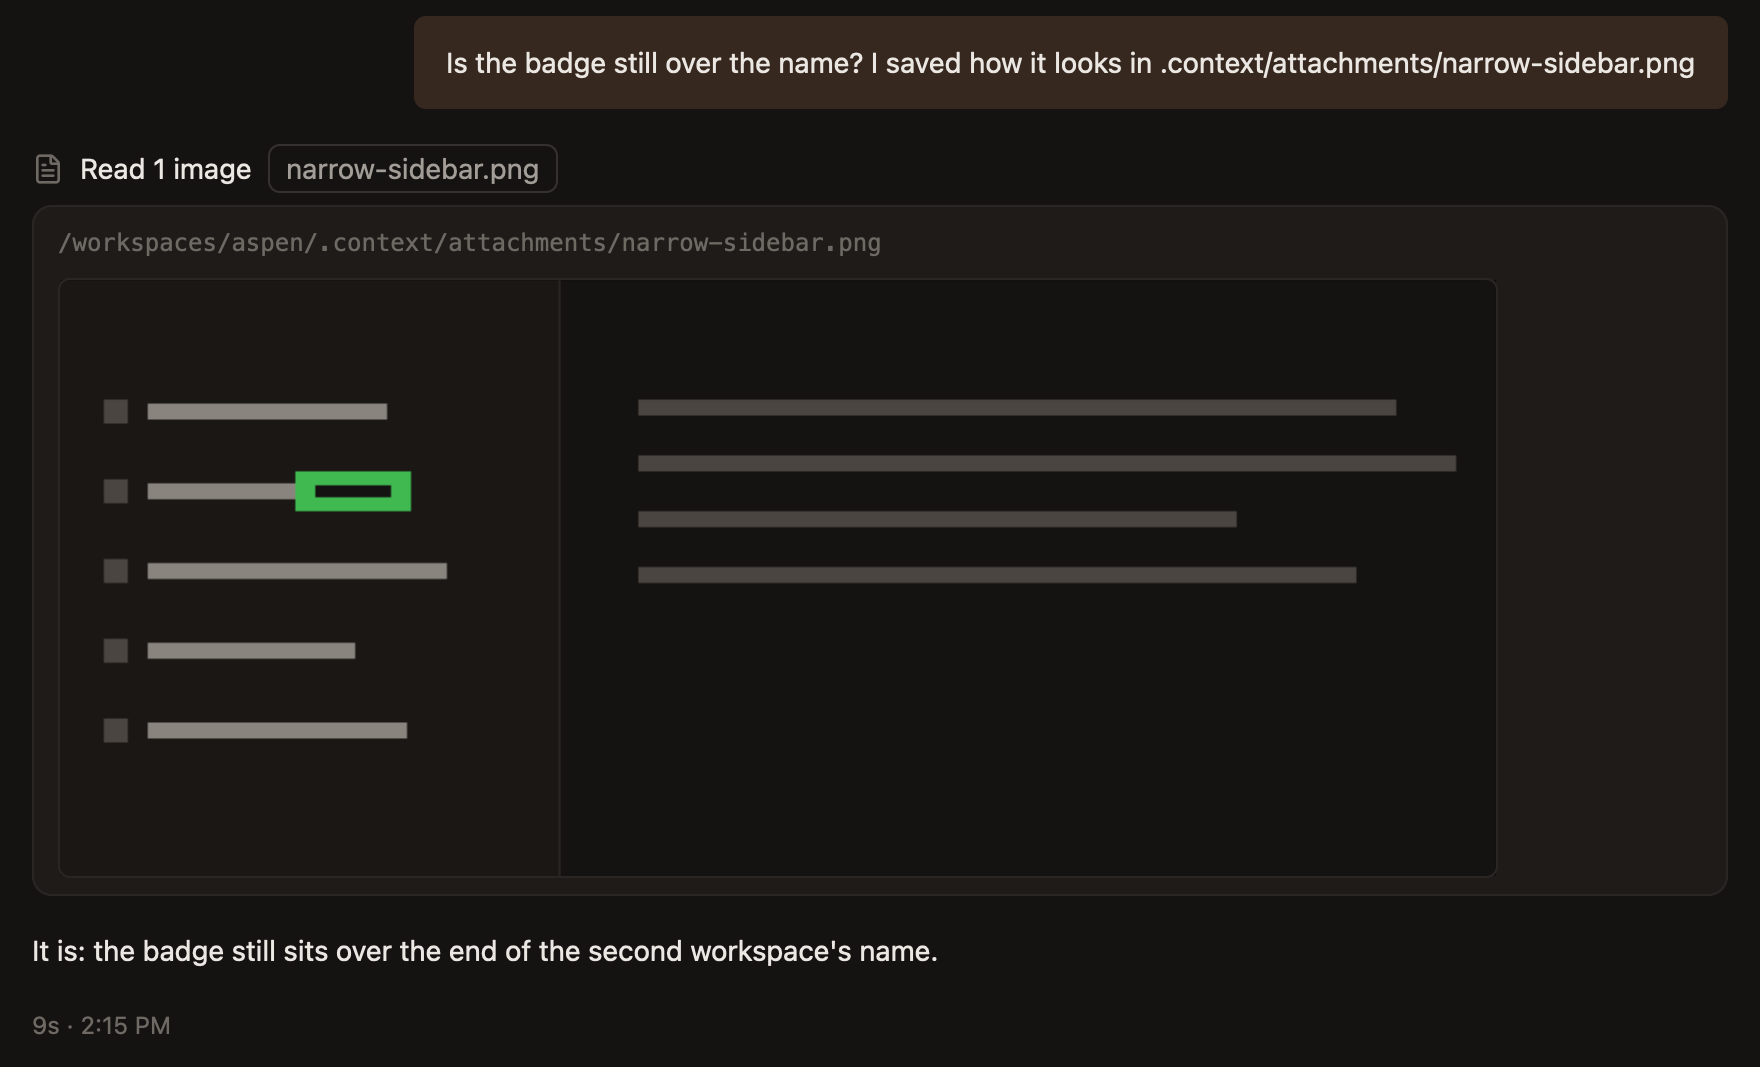 Is the badge still over the name? I saved how it looks in .context/attachments/narrow-sidebar.png
Read 1 image narrow-sidebar.png
/workspaces/aspen/.context/attachments/narrow-sidebar.png
It is: the badge still sits over the end of the second workspace's name.
9s · 2:15 PM